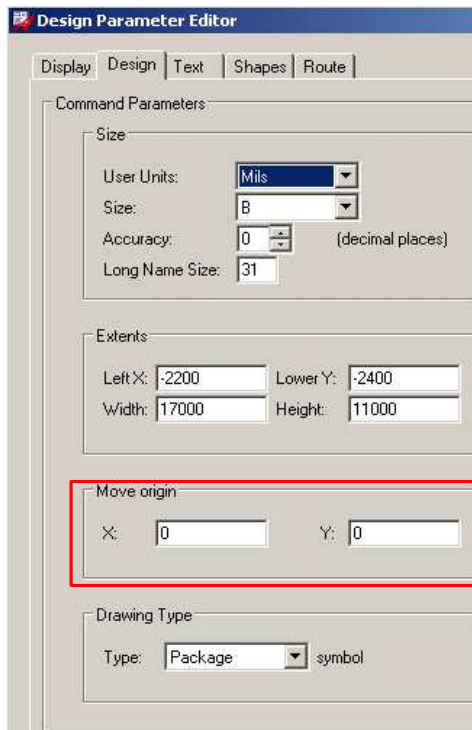 Design Parameter Editor
Display Design Text Shapes Route
Command Parameters
Size
User Units: Mils
Size: B
Accuracy: 0 (decimal places)
Long Name Size: 31
Extents
Left X: -2200 Lower Y: -2400
Width: 17000 Height: 11000
Move origin
X: 0 Y: 0
Drawing Type
Type: Package symbol